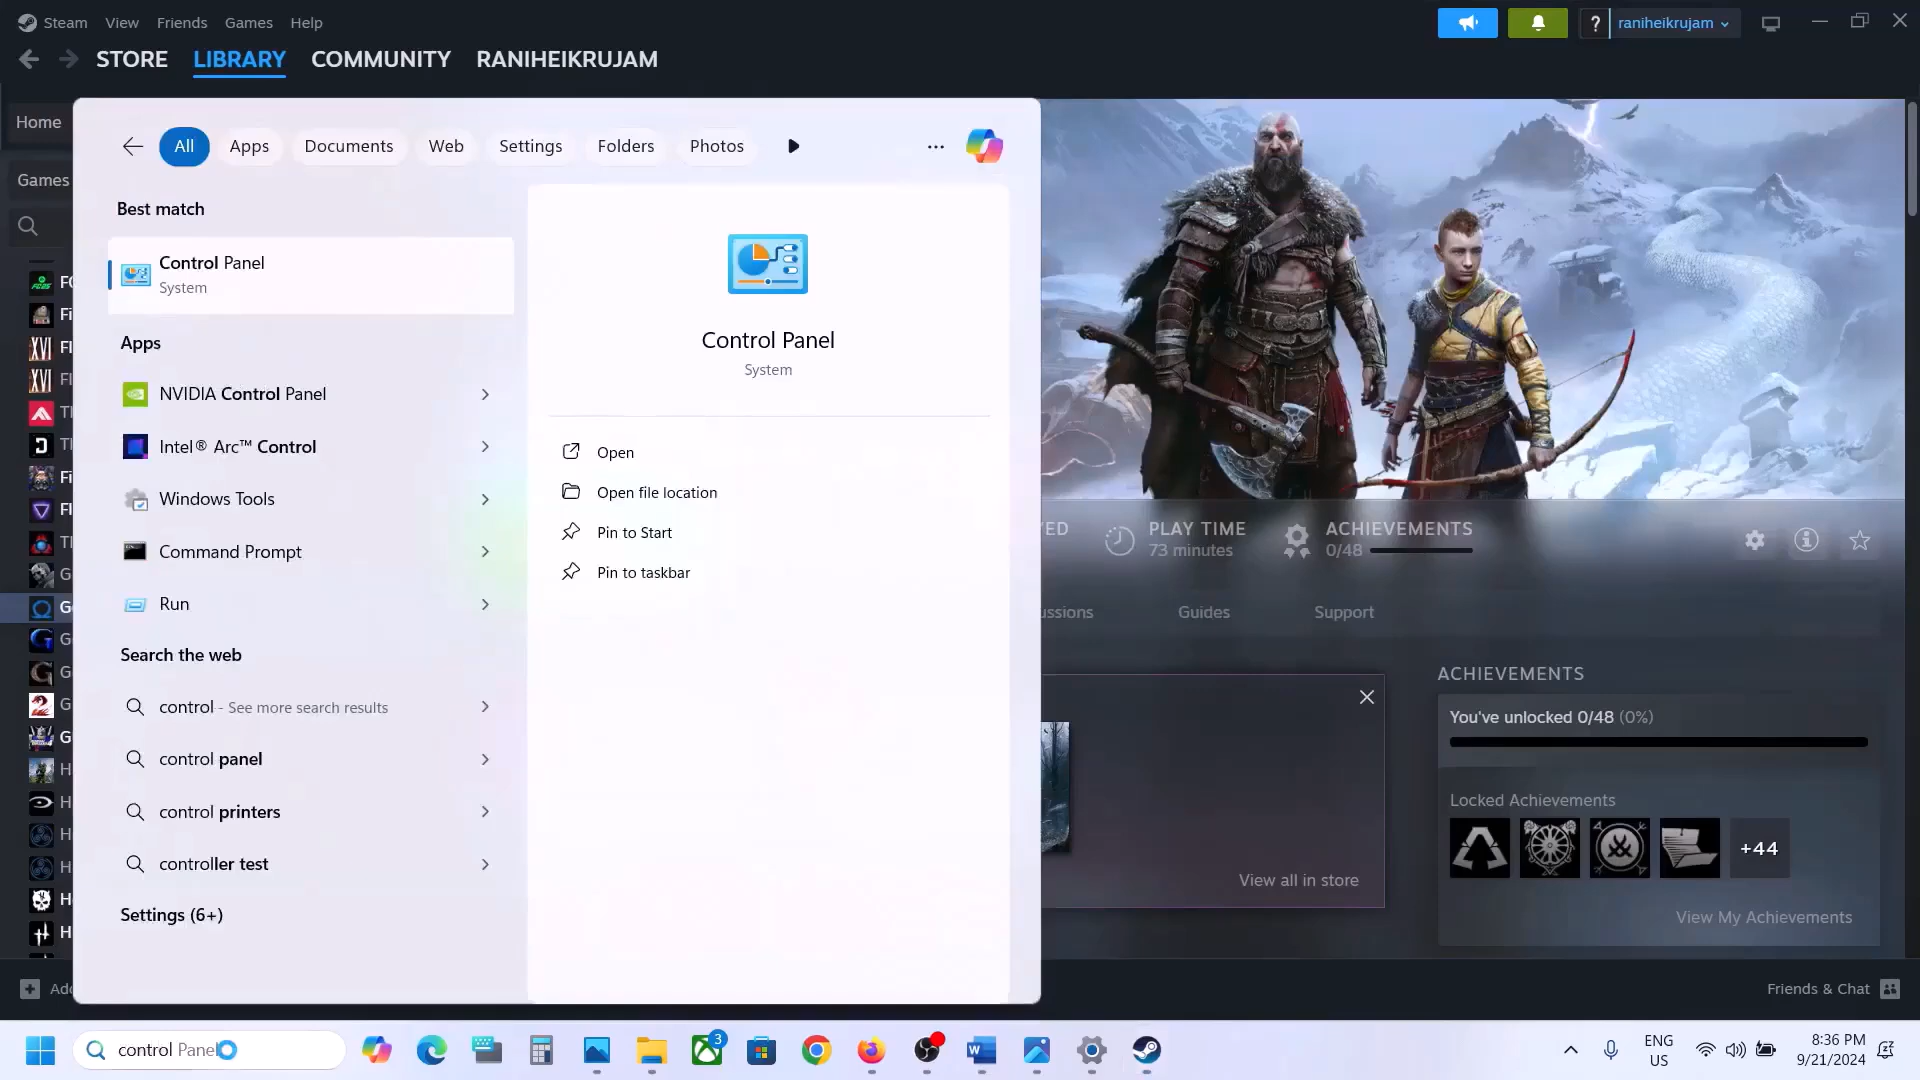 Steam View Friends Games Help
? raniheikrujam
STORE LIBRARY COMMUNITY RANIHEIKRUJAM
Home
Games
All Apps Documents Web Settings Folders Photos
Best match
Control Panel
System
Apps
NVIDIA Control Panel
Intel® Arc™ Control
Windows Tools
Command Prompt
Run
Search the web
control - See more search results
control panel
control printers
controller test
Settings (6+)
Control Panel
System
Open
Open file location
Pin to Start
Pin to taskbar
PLAY TIME
73 minutes
ACHIEVEMENTS
0/48
ussions Guides Support
View all in store
ACHIEVEMENTS
You've unlocked 0/48 (0%)
Locked Achievements
+44
View My Achievements
Friends & Chat
control Panel
3
ENG
US
8:36 PM
9/21/2024